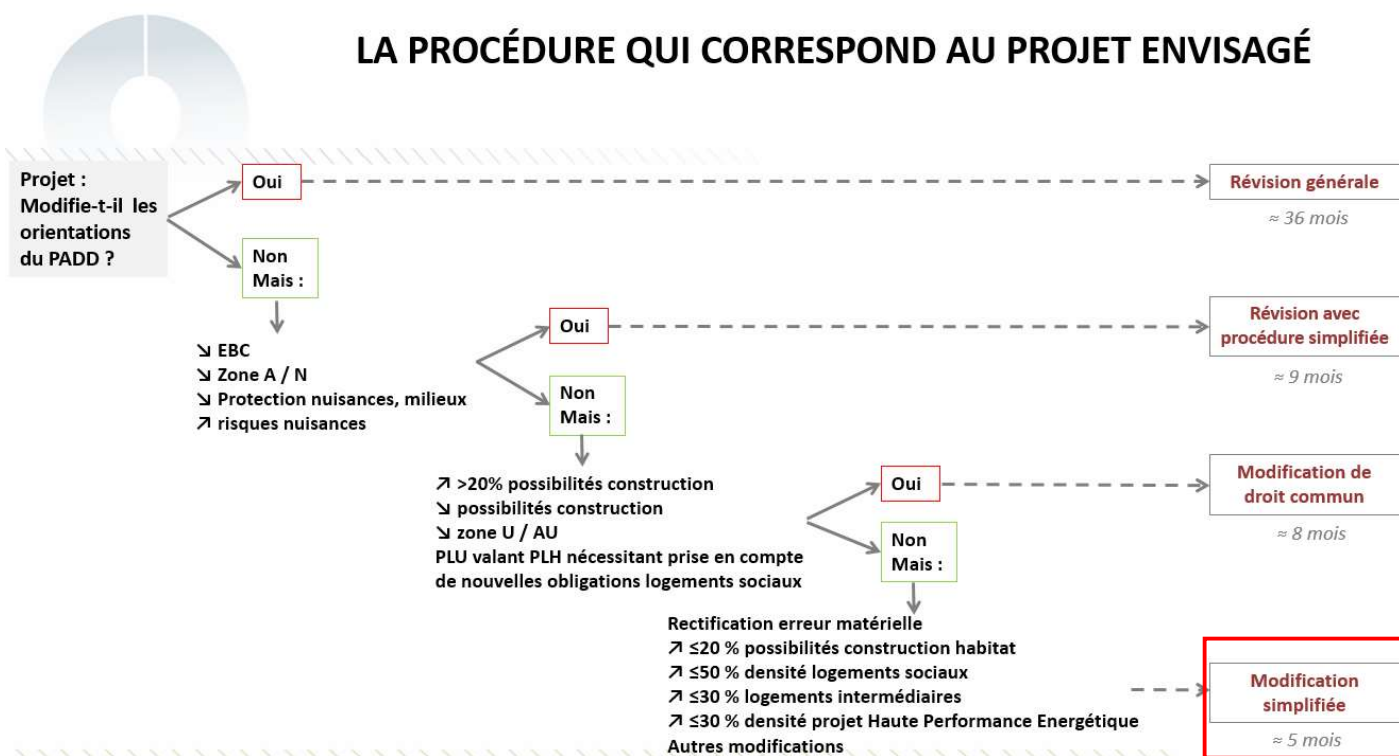 LA PROCÉDURE QUI CORRESPOND AU PROJET ENVISAGÉ
Projet :
Modifie-t-il les
orientations
du PADD ?
Oui
Révision générale
≈ 36 mois
Non
Mais :
↘ EBC
↘ Zone A / N
↘ Protection nuisances, milieux
↗ risques nuisances
Oui
Révision avec
procédure simplifiée
≈ 9 mois
Non
Mais :
↗ >20% possibilités construction
↘ possibilités construction
↘ zone U / AU
PLU valant PLH nécessitant prise en compte
de nouvelles obligations logements sociaux
Oui
Modification de
droit commun
≈ 8 mois
Non
Mais :
Rectification erreur matérielle
↗ ≤20 % possibilités construction habitat
↗ ≤50 % densité logements sociaux
↗ ≤30 % logements intermédiaires
↗ ≤30 % densité projet Haute Performance Energétique
Autres modifications
Modification
simplifiée
≈ 5 mois